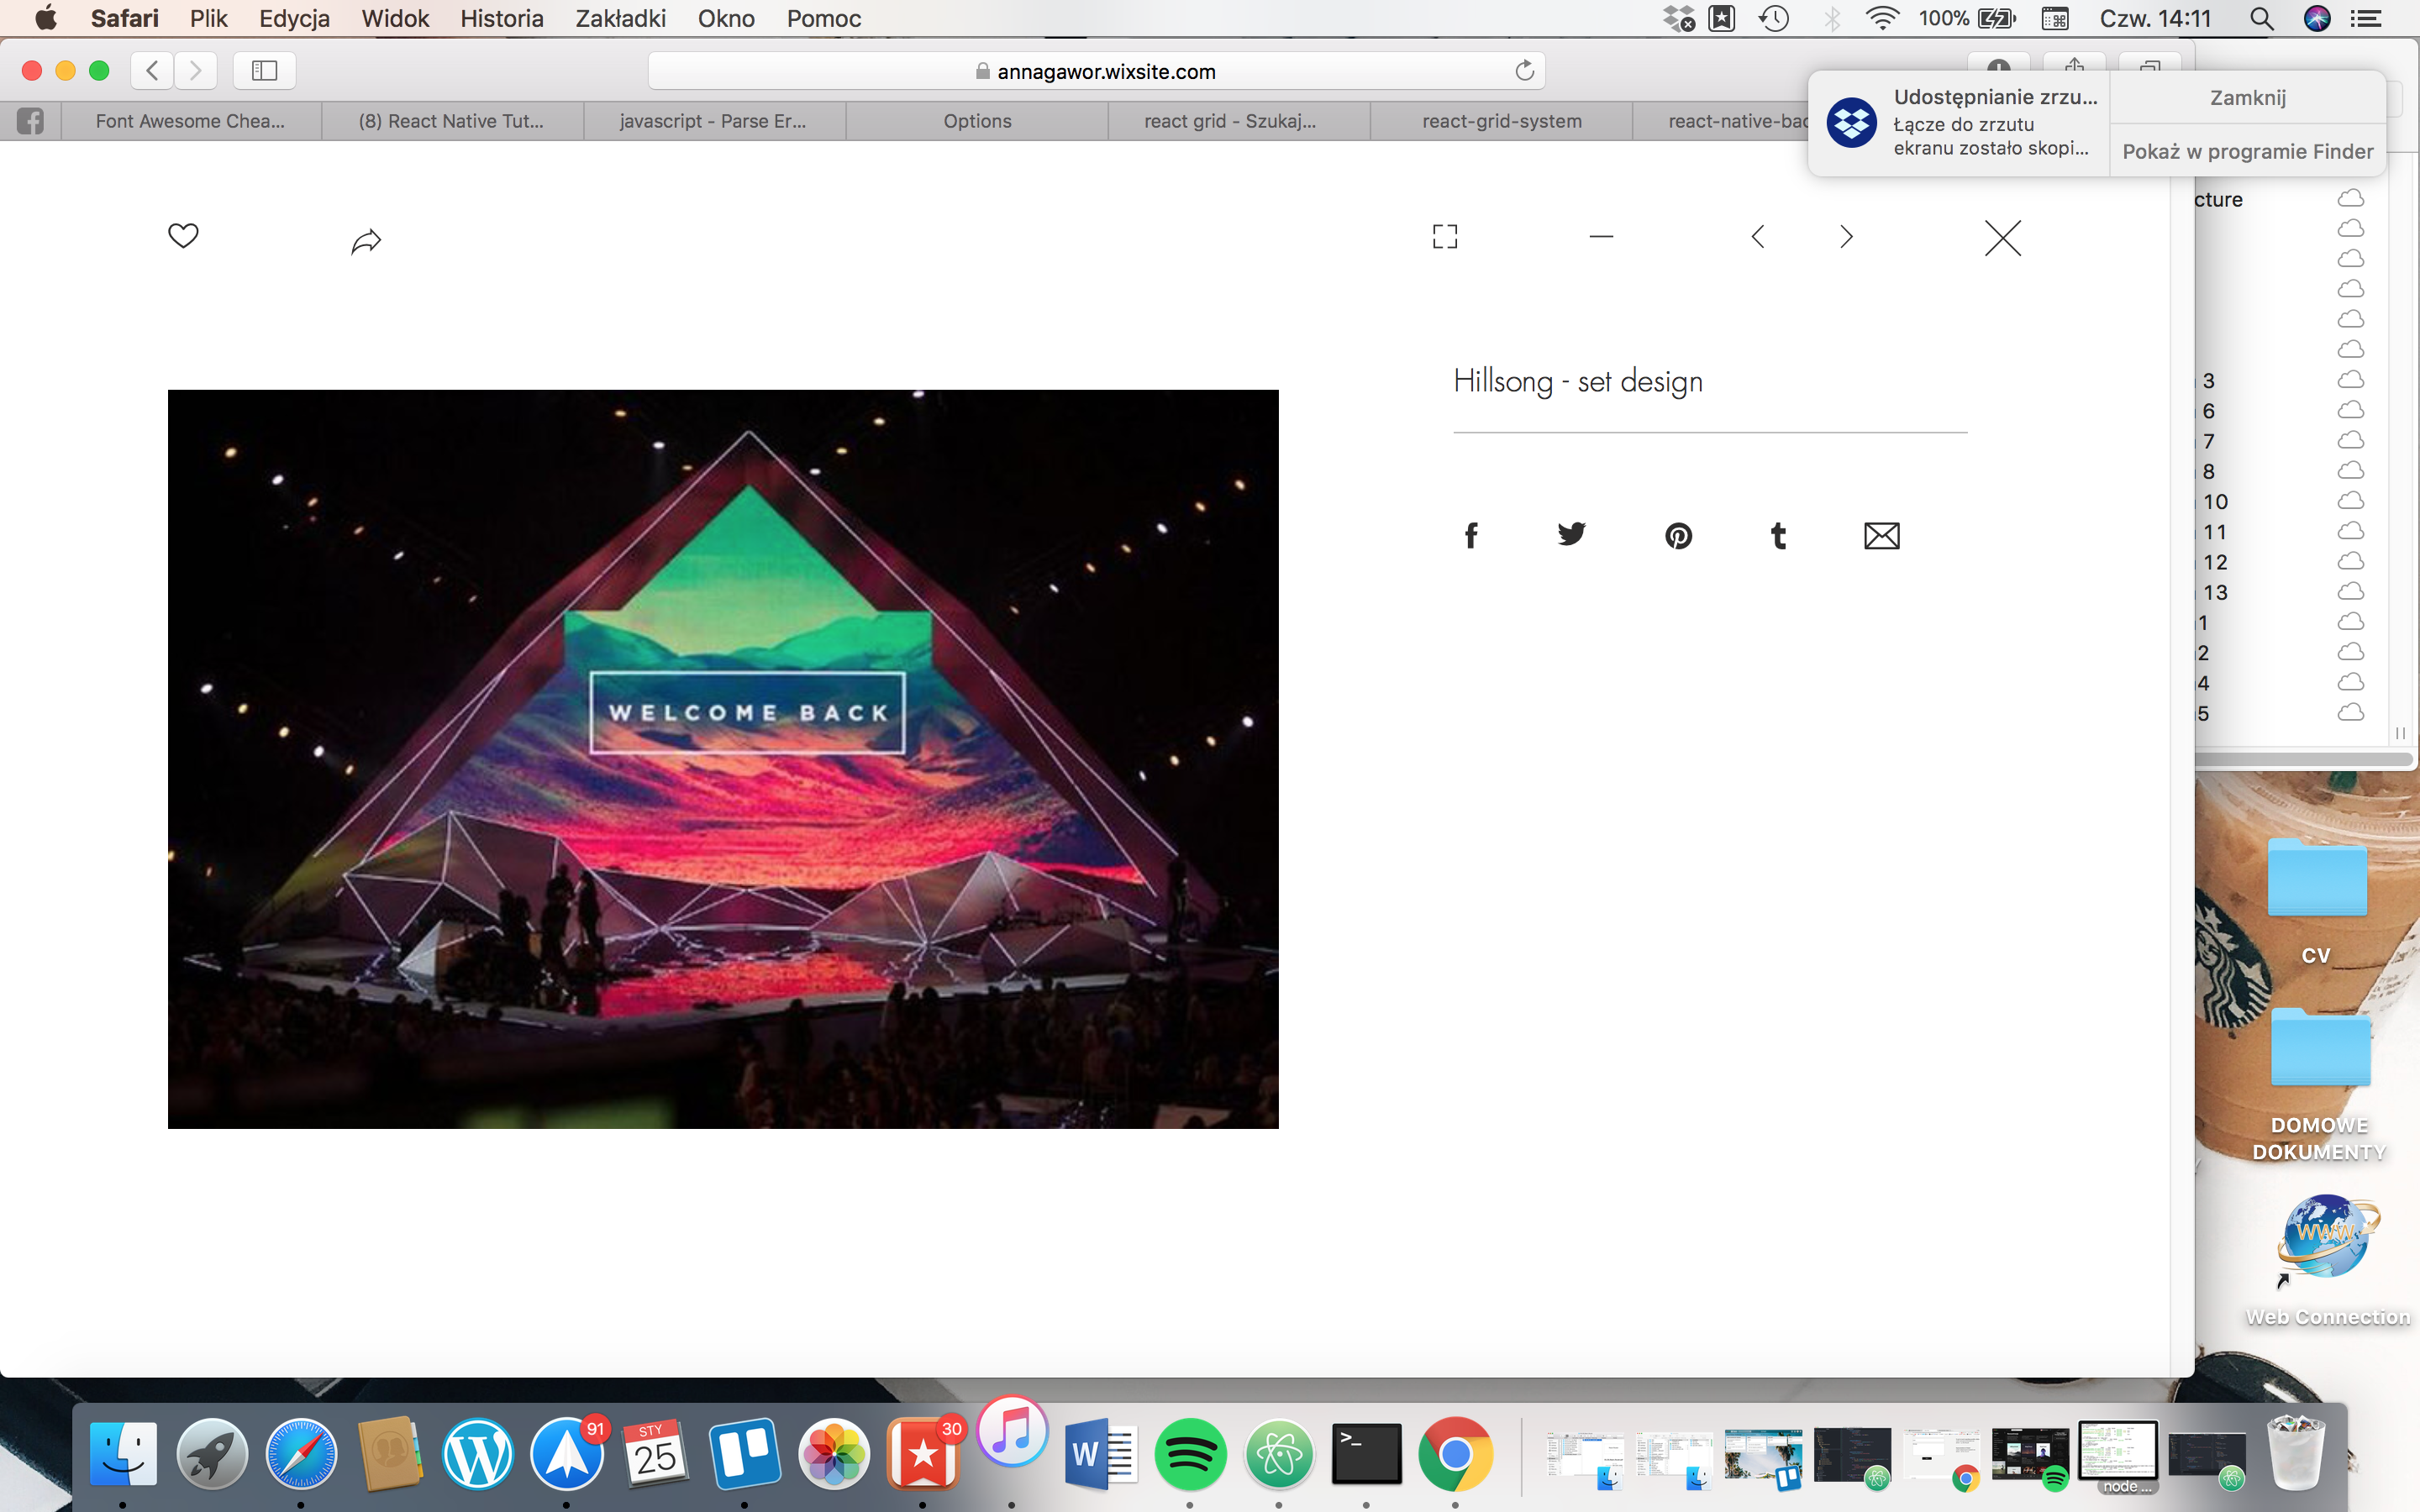 Safari Plik Edycja Widok Historia Zakładki Okno Pomoc
100% Czw. 14:11
annagawor.wixsite.com
Font Awesome Chea...
(8) React Native Tut...
javascript - Parse Er...
Options
react grid - Szukaj...
react-grid-system
react-native-bac
Udostępnianie zrzu...
Łącze do zrzutu
ekranu zostało skopi...
Zamknij
Pokaż w programie Finder
cture
3
6
7
8
10
11
12
13
1
2
4
5
Hillsong - set design
WELCOME BACK
CV
DOMOWE
DOKUMENTY
WWW
Web Connection
91
STY
25
30
W
>_
node ...